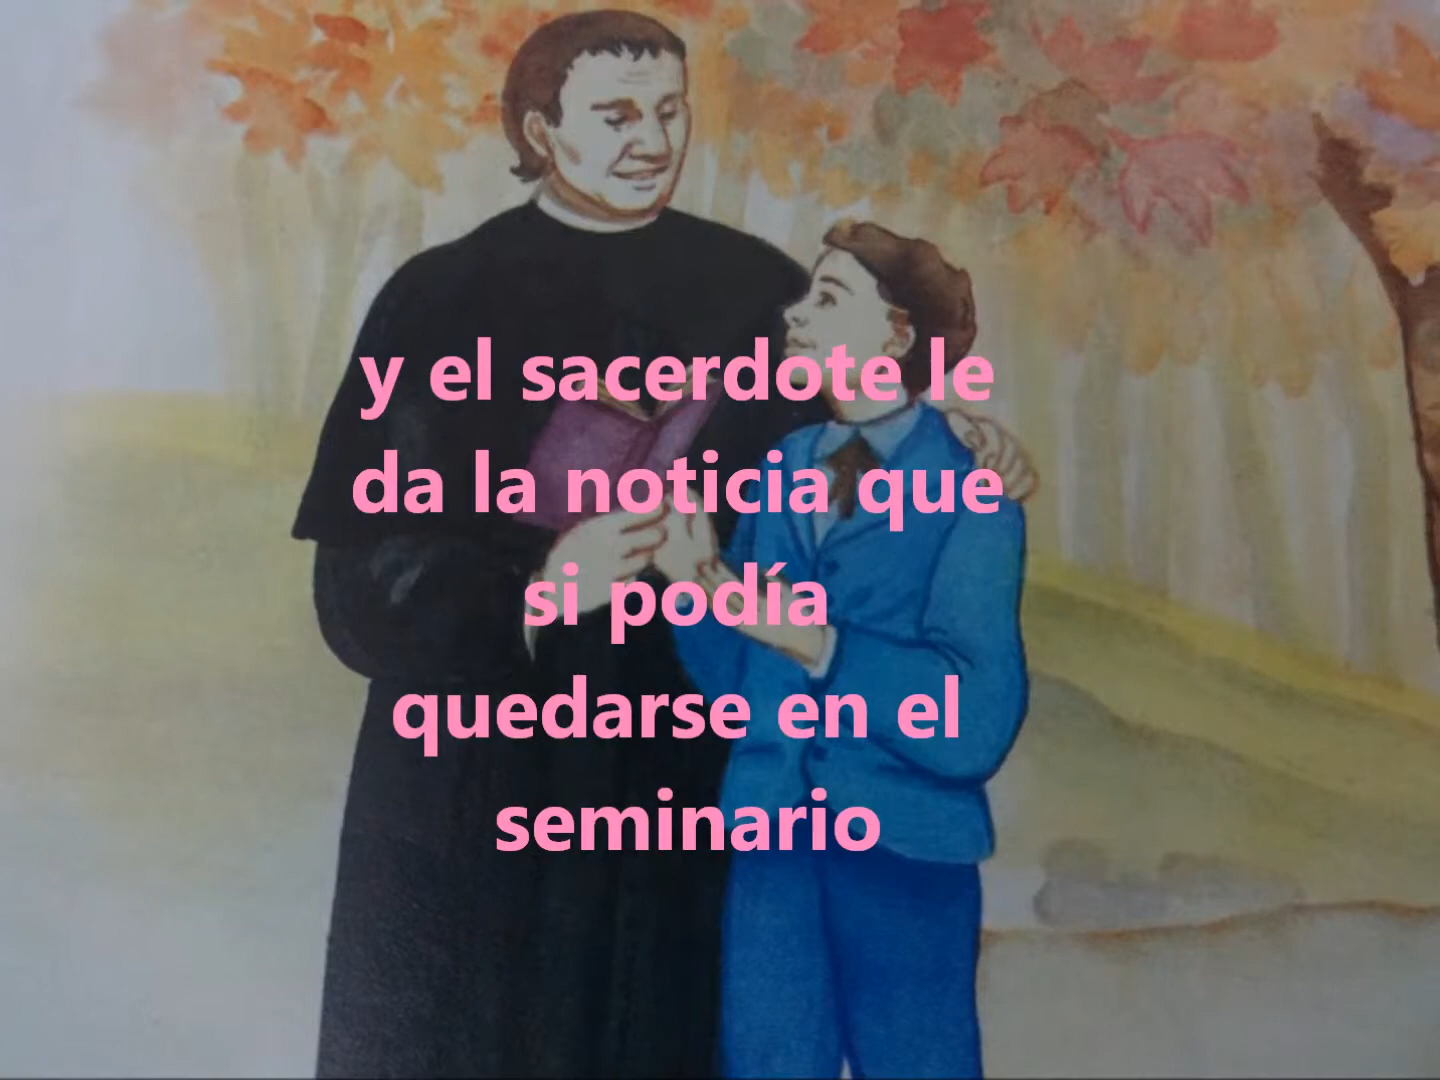 y el sacerdote le
da la noticia que
si podía
quedarse en el
seminario